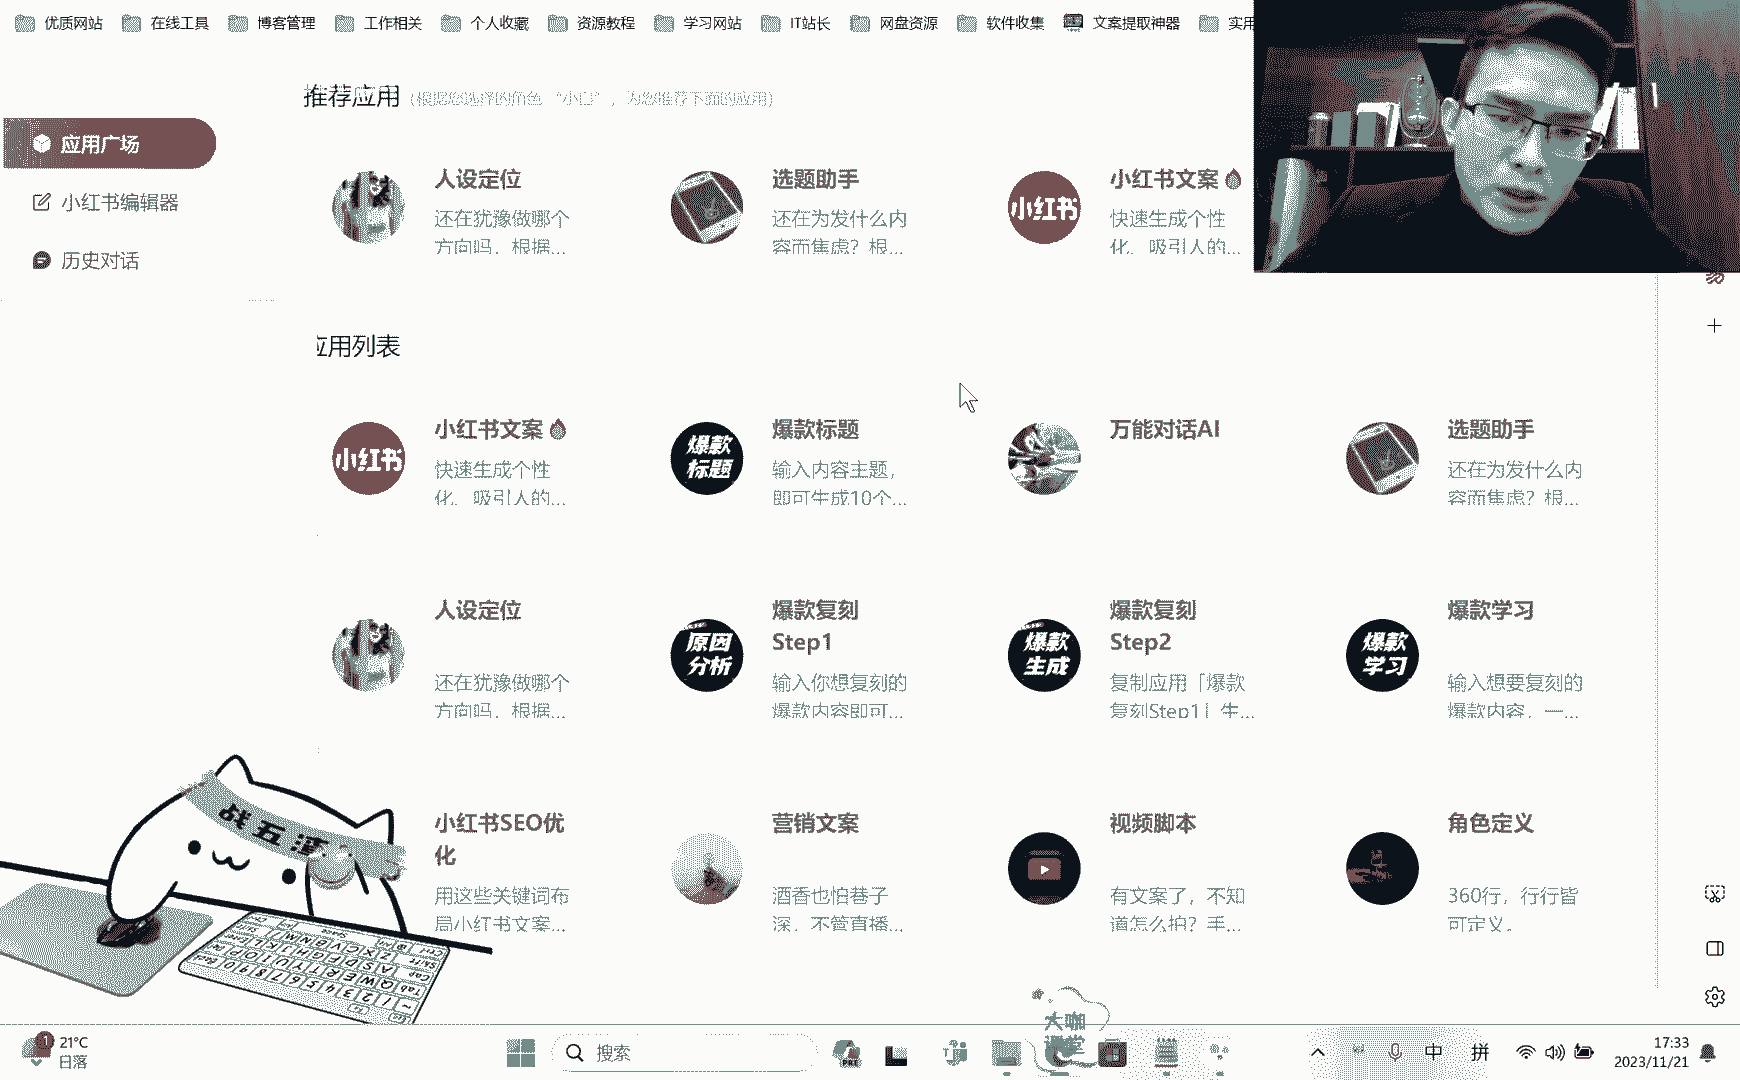 优质网站 在线工具 博客管理 工作相关 个人收藏 资源教程 学习网站 IT站长 网盘资源 软件收集 文案提取神器 实用
推荐应用
应用广场
小红书编辑器
历史对话
人设定位
还在犹豫做哪个
方向吗，根据...
选题助手
还在为发什么内
容而焦虑？根...
小红书
小红书文案
快速生成个性
化、吸引人的...
应用列表
小红书
小红书文案
快速生成个性
化、吸引人的...
爆款
标题
爆款标题
输入内容主题，
即可生成10个...
万能对话AI
选题助手
还在为发什么内
容而焦虑？根...
人设定位
还在犹豫做哪个
方向吗，根据...
原因
分析
爆款复刻
Step1
输入你想复刻的
爆款内容即可...
爆款
生成
爆款复刻
Step2
复制应用「爆款
复刻Step1」生...
爆款
学习
爆款学习
输入想要复刻的
爆款内容，一...
小红书SEO优
化
用这些关键词布
局小红书文案...
营销文案
酒香也怕巷子
深，不管直播...
视频脚本
有文案了，不知
道怎么拍？手...
角色定义
360行，行行皆
可定义。
战五渣
大咖
课堂
1
21°C
日落
搜索
中
拼
17:33
2023/11/21